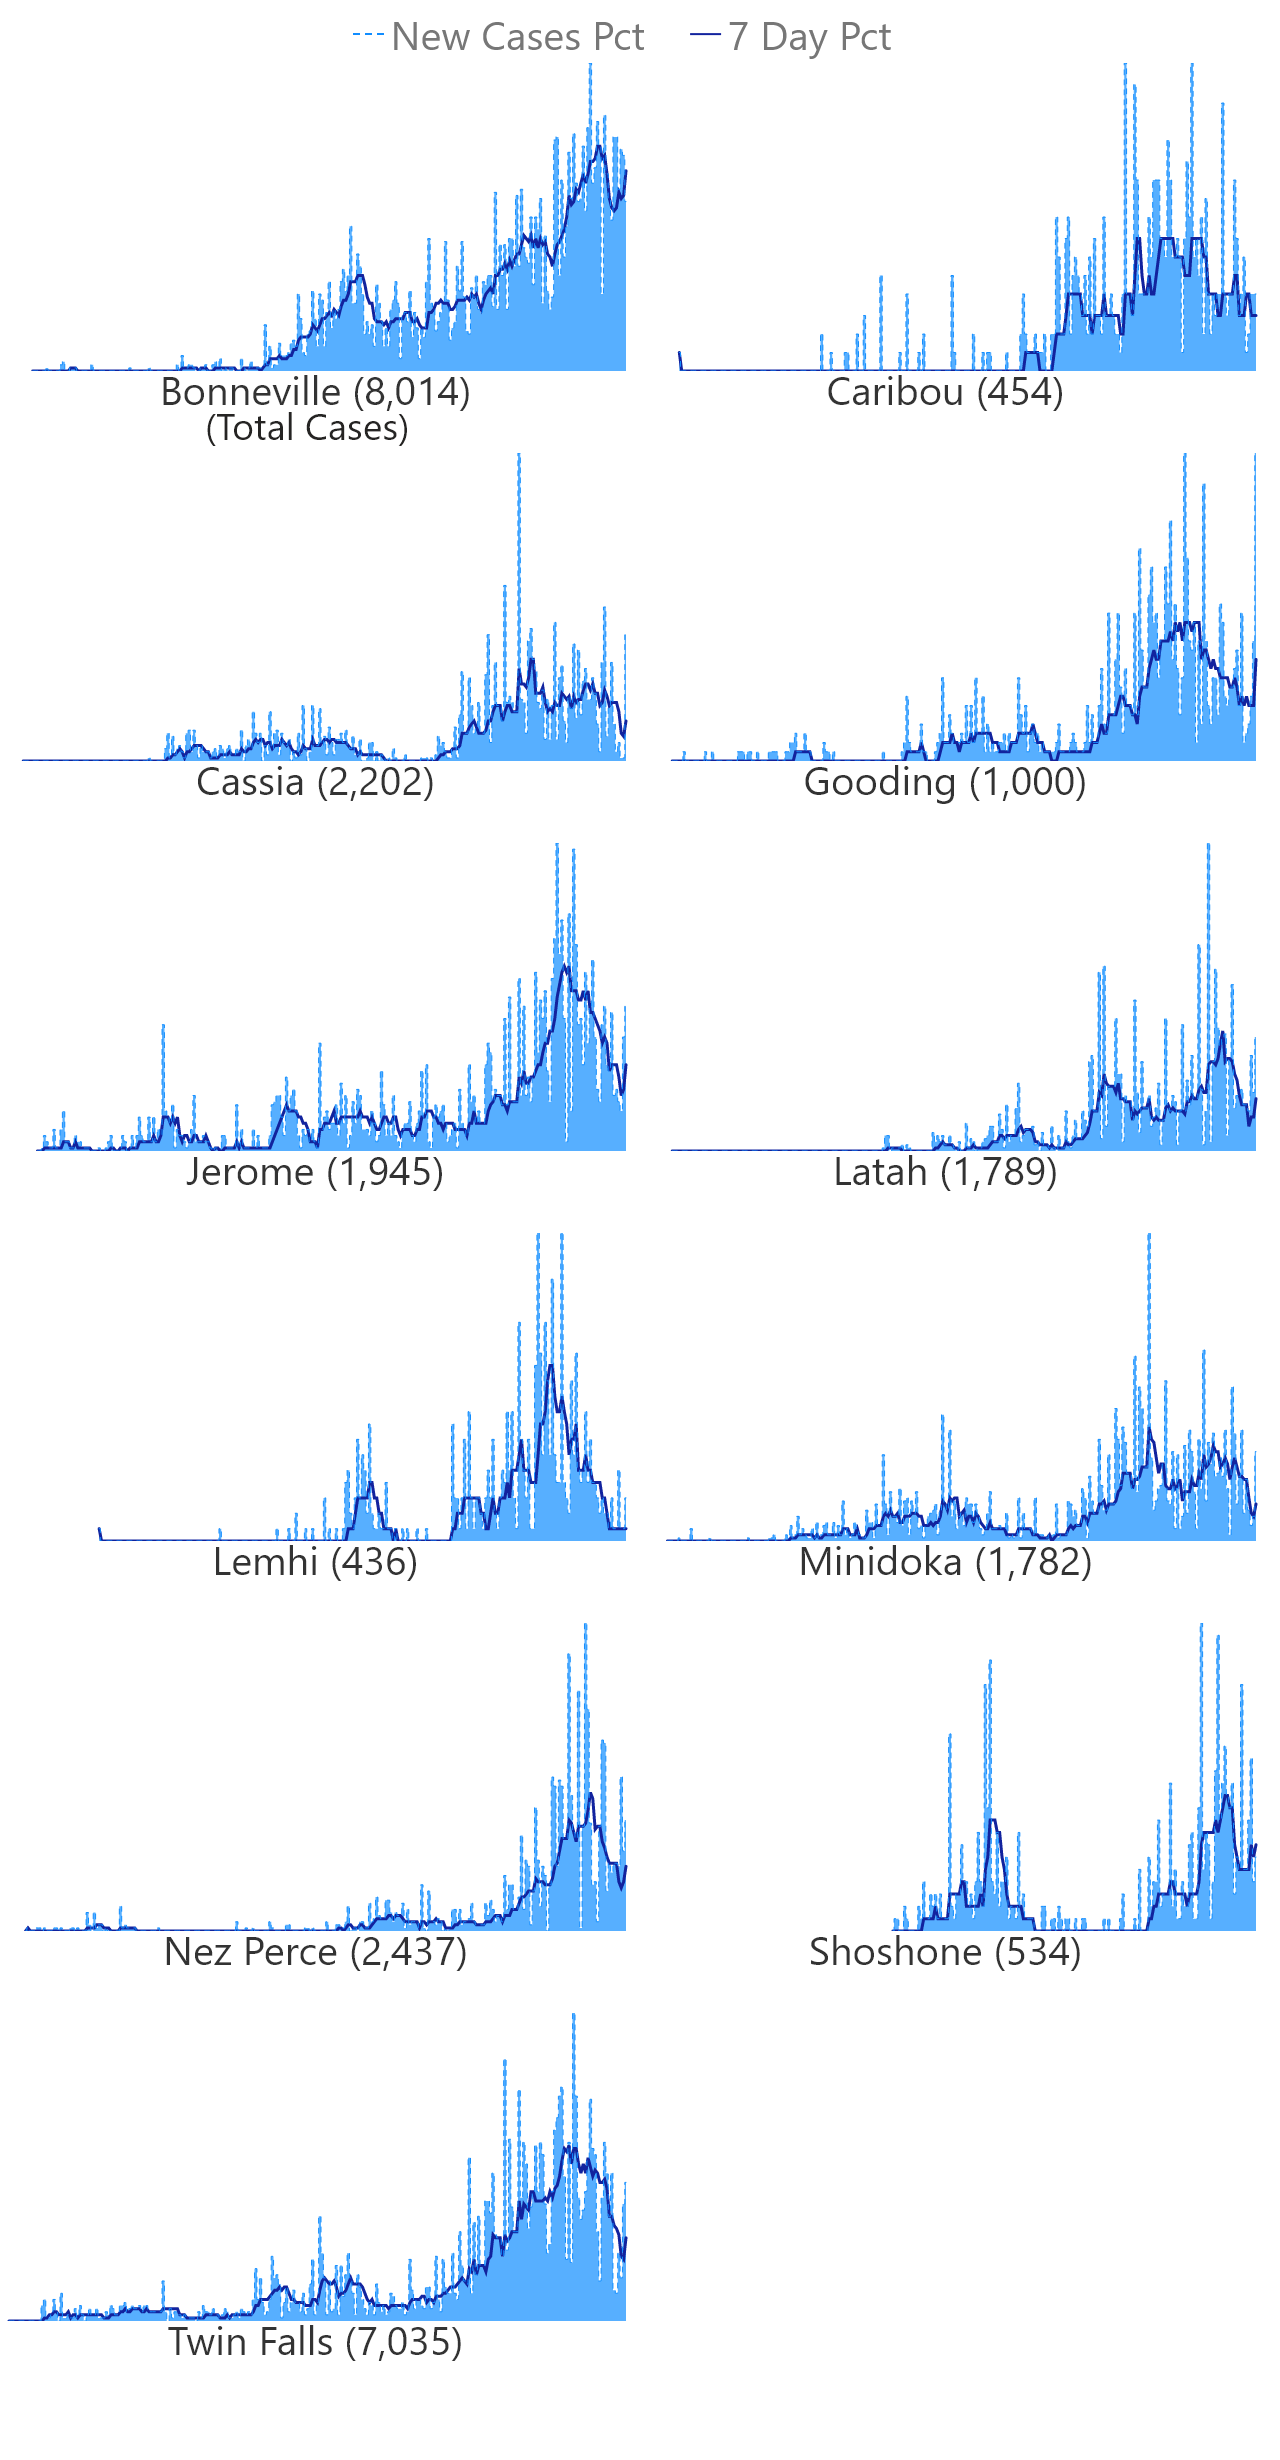 New Cases Pct 7 Day Pct
Bonneville (8,014) Caribou (454)
(Total Cases)
Cassia (2,202) Gooding (1,000)
Jerome (1,945) Latah (1,789)
Lemhi (436) Minidoka (1,782)
Nez Perce (2,437) Shoshone (534)
Twin Falls (7,035)